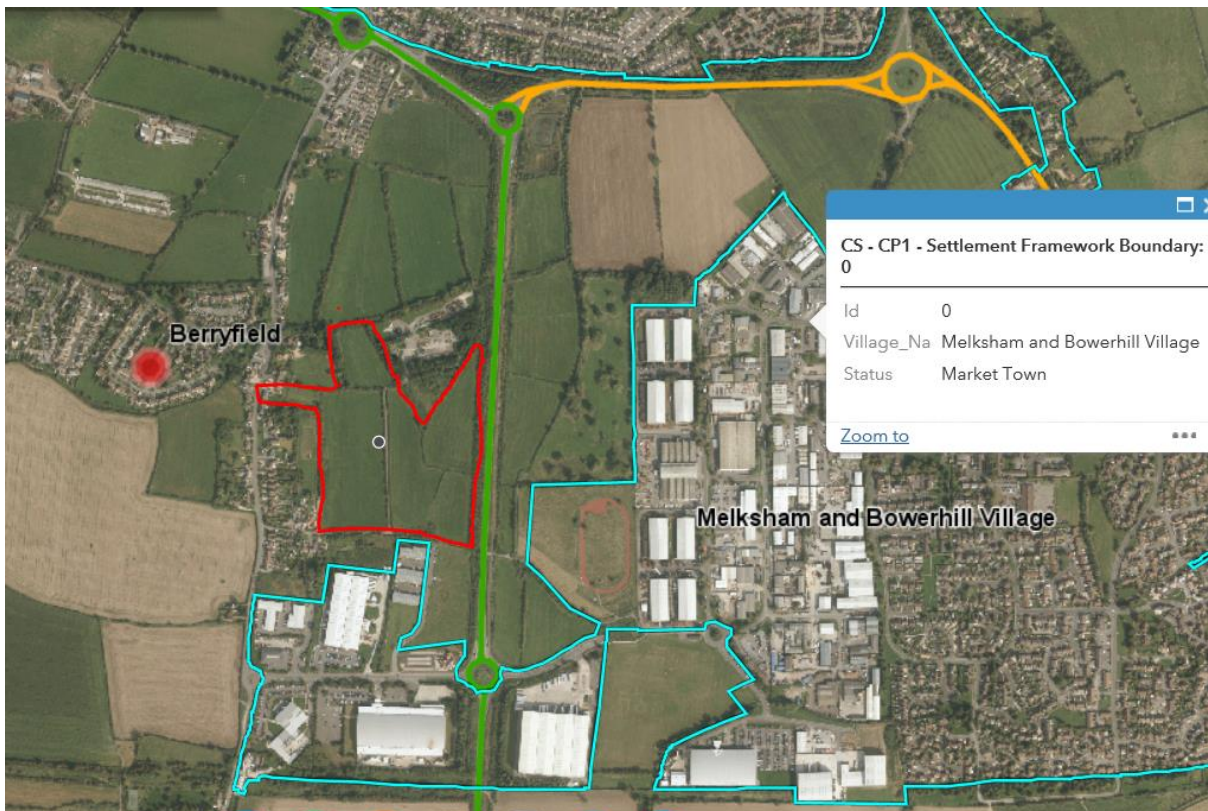 CS - CP1 - Settlement Framework Boundary:
0
Id 0
Village_Na Melksham and Bowerhill Village
Status Market Town
Zoom to
Berryfield
Melksham and Bowerhill Village